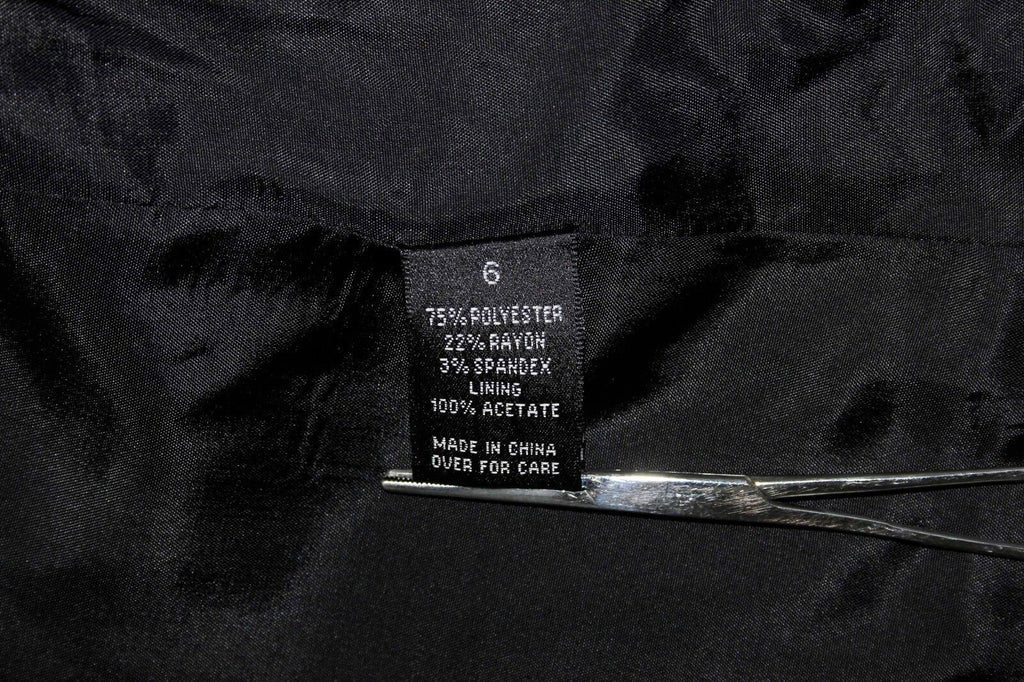 6
75% POLYESTER
22% RAYON
3% SPANDEX
LINING
100% ACETATE
MADE IN CHINA
OVER FOR CARE